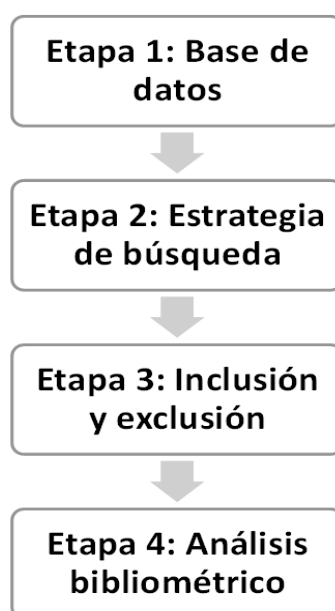 Etapa 1: Base de
datos
Etapa 2: Estrategia
de búsqueda
Etapa 3: Inclusión
y exclusión
Etapa 4: Análisis
bibliométrico